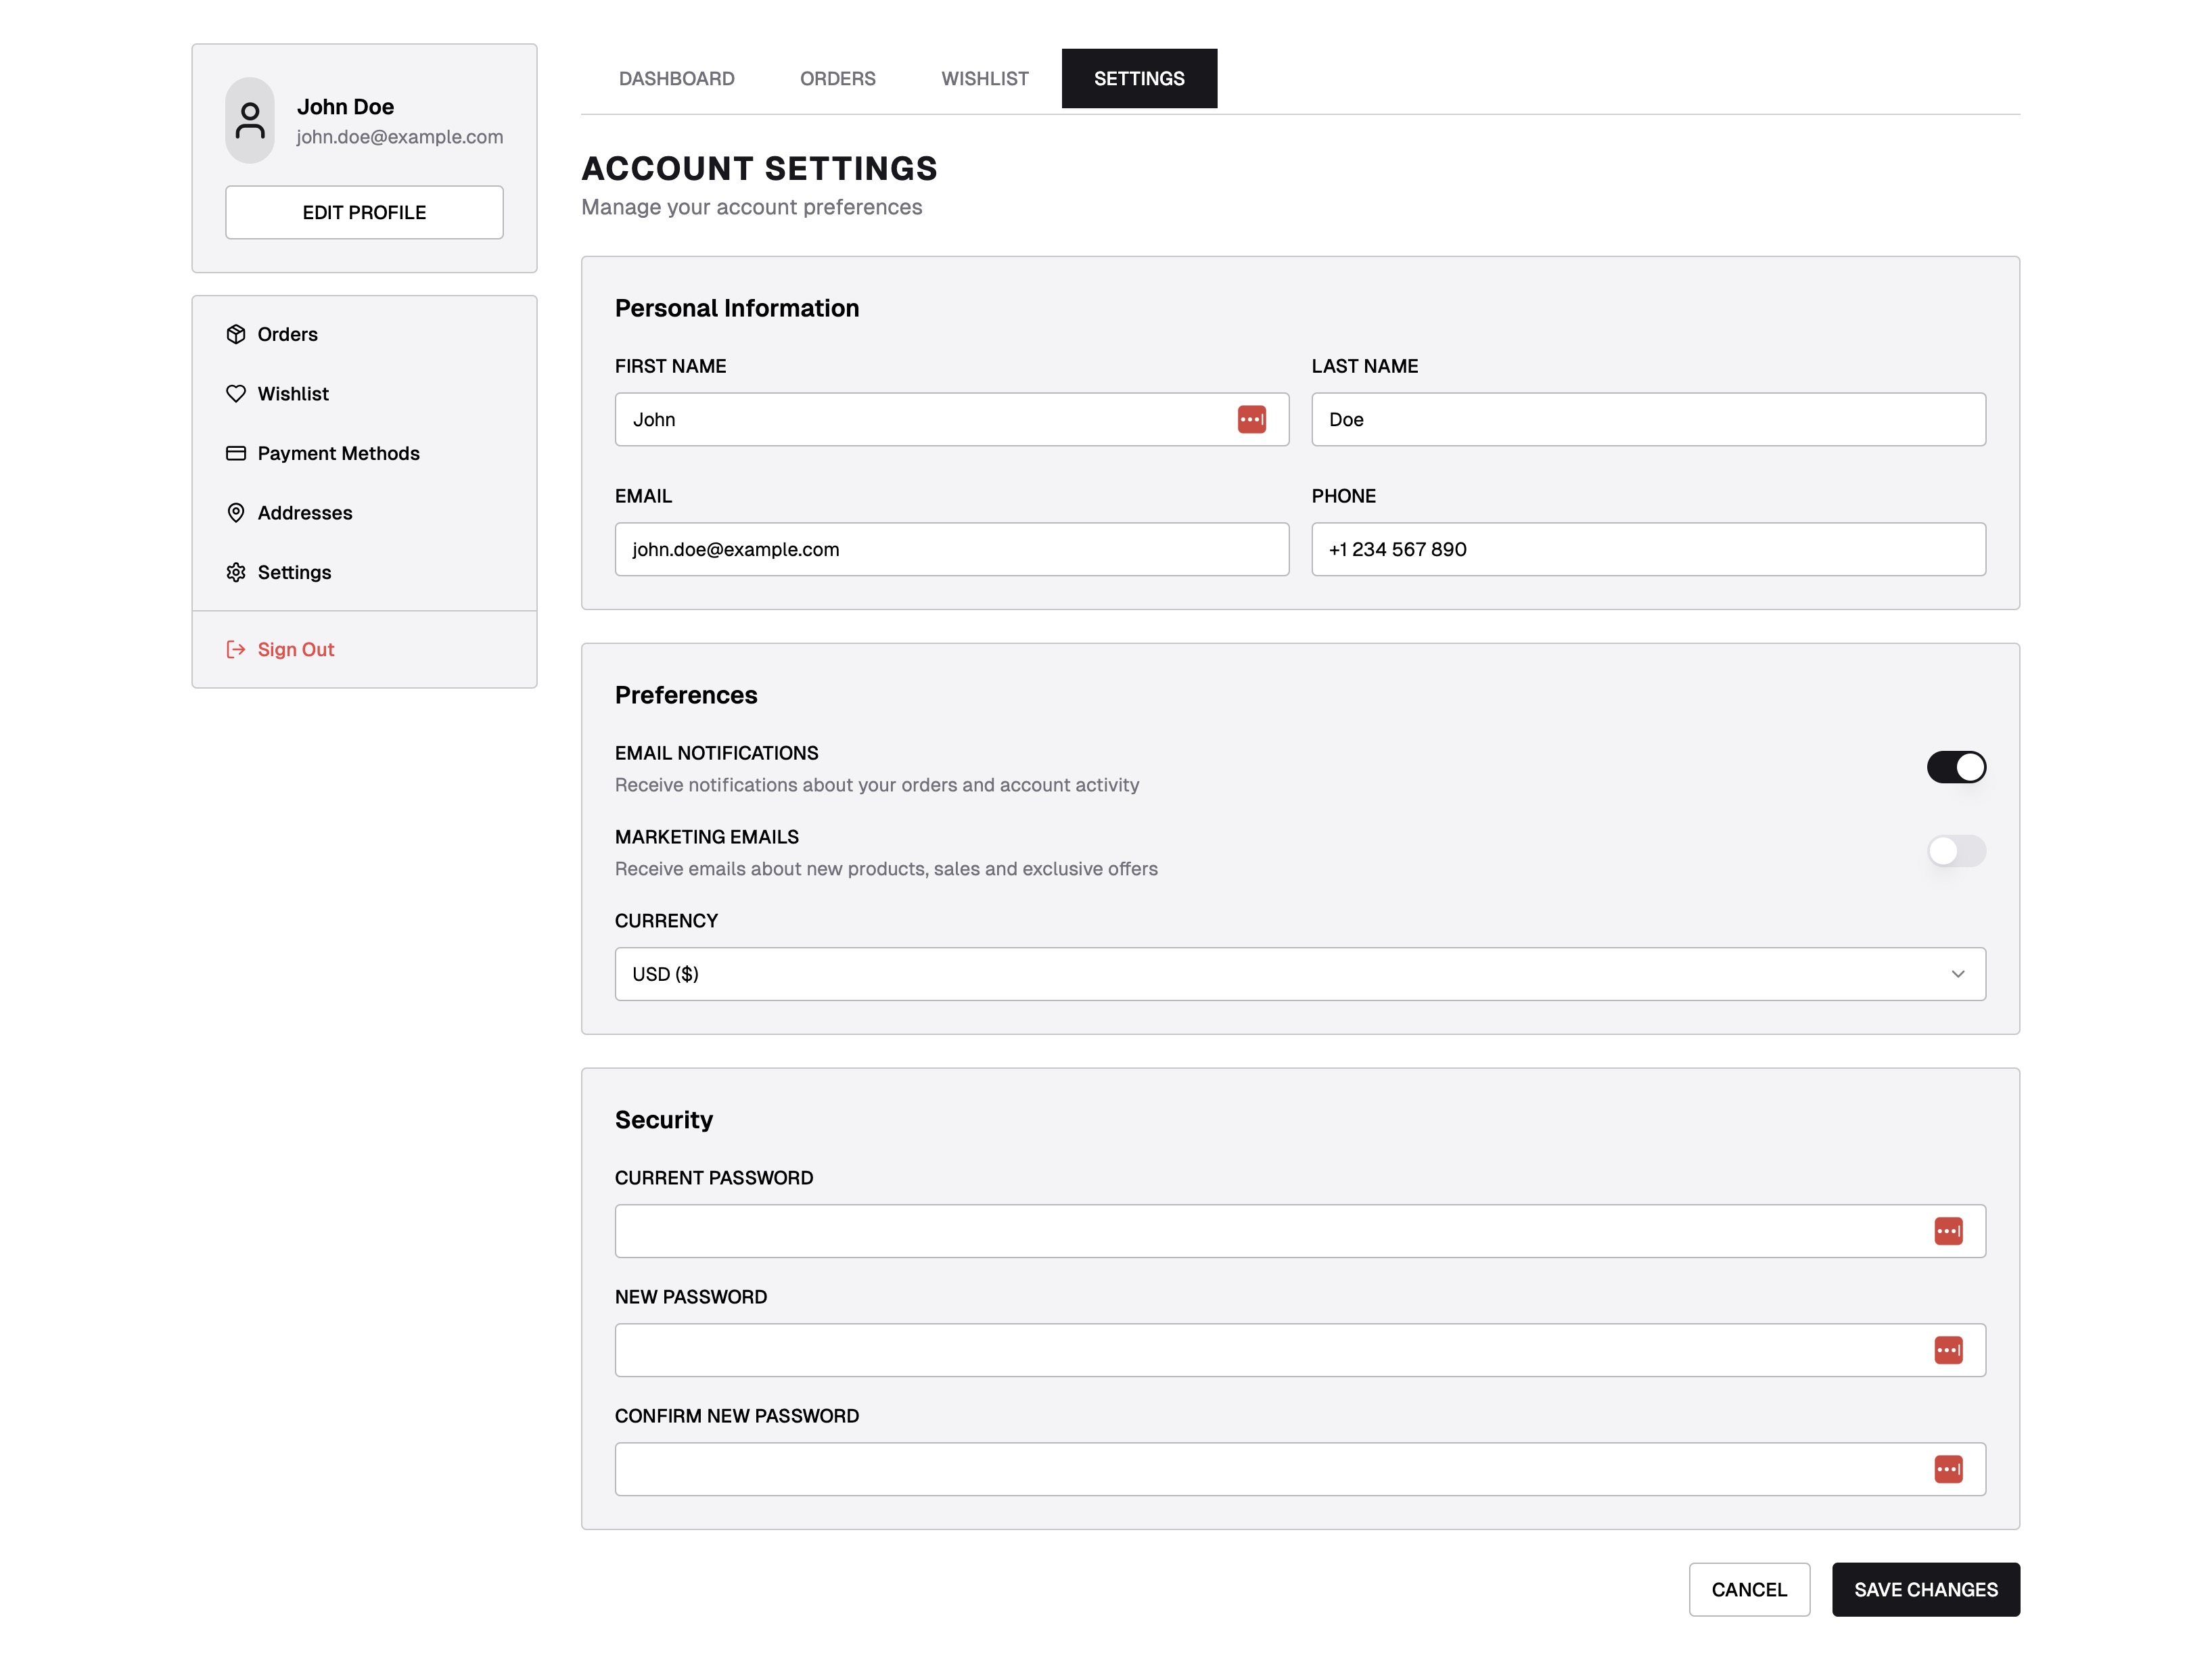 John Doe
john.doe@example.com
EDIT PROFILE
Orders
Wishlist
Payment Methods
Addresses
Settings
Sign Out
DASHBOARD ORDERS WISHLIST SETTINGS
ACCOUNT SETTINGS
Manage your account preferences
Personal Information
FIRST NAME LAST NAME
John Doe
EMAIL PHONE
john.doe@example.com +1 234 567 890
Preferences
EMAIL NOTIFICATIONS
Receive notifications about your orders and account activity
MARKETING EMAILS
Receive emails about new products, sales and exclusive offers
CURRENCY
USD ($)
Security
CURRENT PASSWORD
NEW PASSWORD
CONFIRM NEW PASSWORD
CANCEL SAVE CHANGES